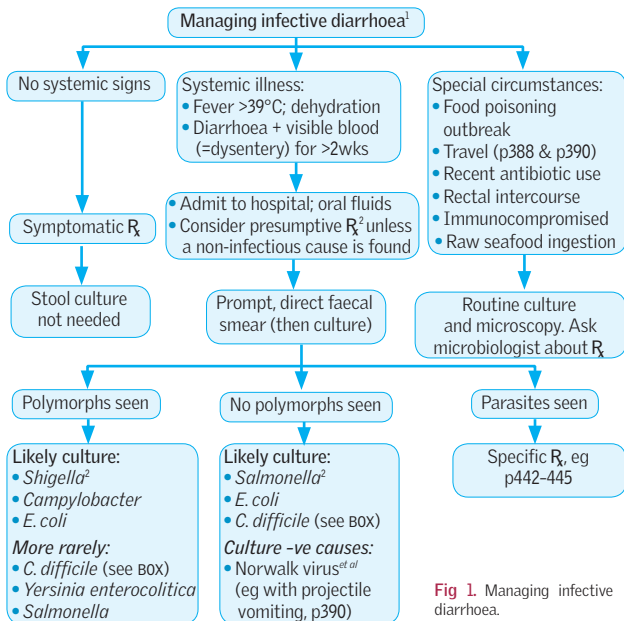 Managing infective diarrhoea¹
No systemic signs
Systemic illness:
• Fever >39°C; dehydration
• Diarrhoea + visible blood
(=dysentery) for >2wks
Special circumstances:
• Food poisoning
outbreak
• Travel (p388 & p390)
• Recent antibiotic use
• Rectal intercourse
• Immunocompromised
• Raw seafood ingestion
Symptomatic ℞
• Admit to hospital; oral fluids
• Consider presumptive ℞² unless
a non-infectious cause is found
Stool culture
not needed
Prompt, direct faecal
smear (then culture)
Routine culture
and microscopy. Ask
microbiologist about ℞
Polymorphs seen
No polymorphs seen
Parasites seen
Likely culture:
• Shigella²
• Campylobacter
• E. coli
More rarely:
• C. difficile (see BOX)
• Yersinia enterocolitica
• Salmonella
Likely culture:
• Salmonella²
• E. coli
• C. difficile (see BOX)
Culture -ve causes:
• Norwalk virus et al
(eg with projectile
vomiting, p390)
Specific ℞, eg
p442–445
Fig 1. Managing infective
diarrhoea.